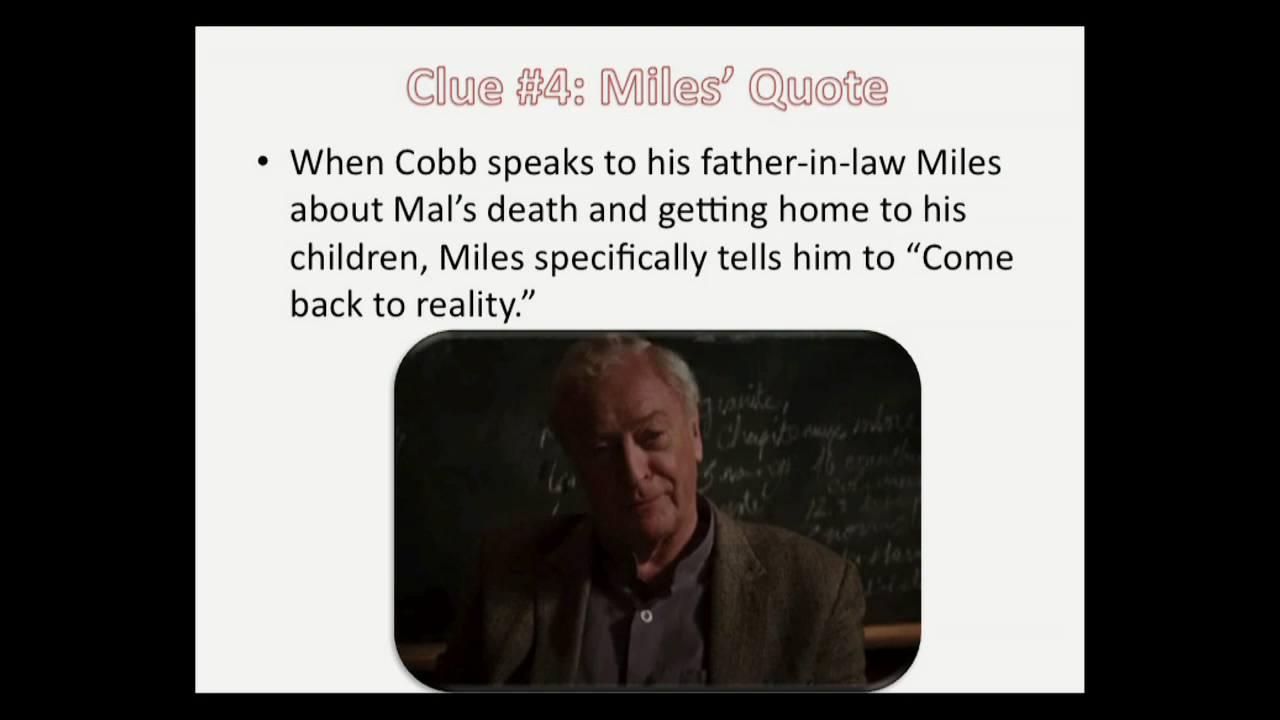 Clue #4: Miles’ Quote
• When Cobb speaks to his father-in-law Miles
about Mal’s death and getting home to his
children, Miles specifically tells him to “Come
back to reality.”